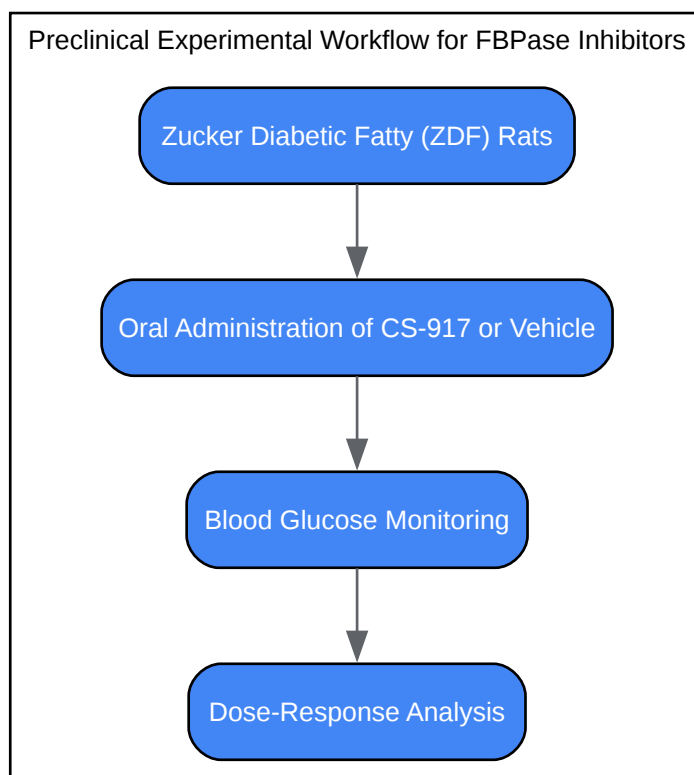 Preclinical Experimental Workflow for FBPase Inhibitors
Zucker Diabetic Fatty (ZDF) Rats
Oral Administration of CS-917 or Vehicle
Blood Glucose Monitoring
Dose-Response Analysis